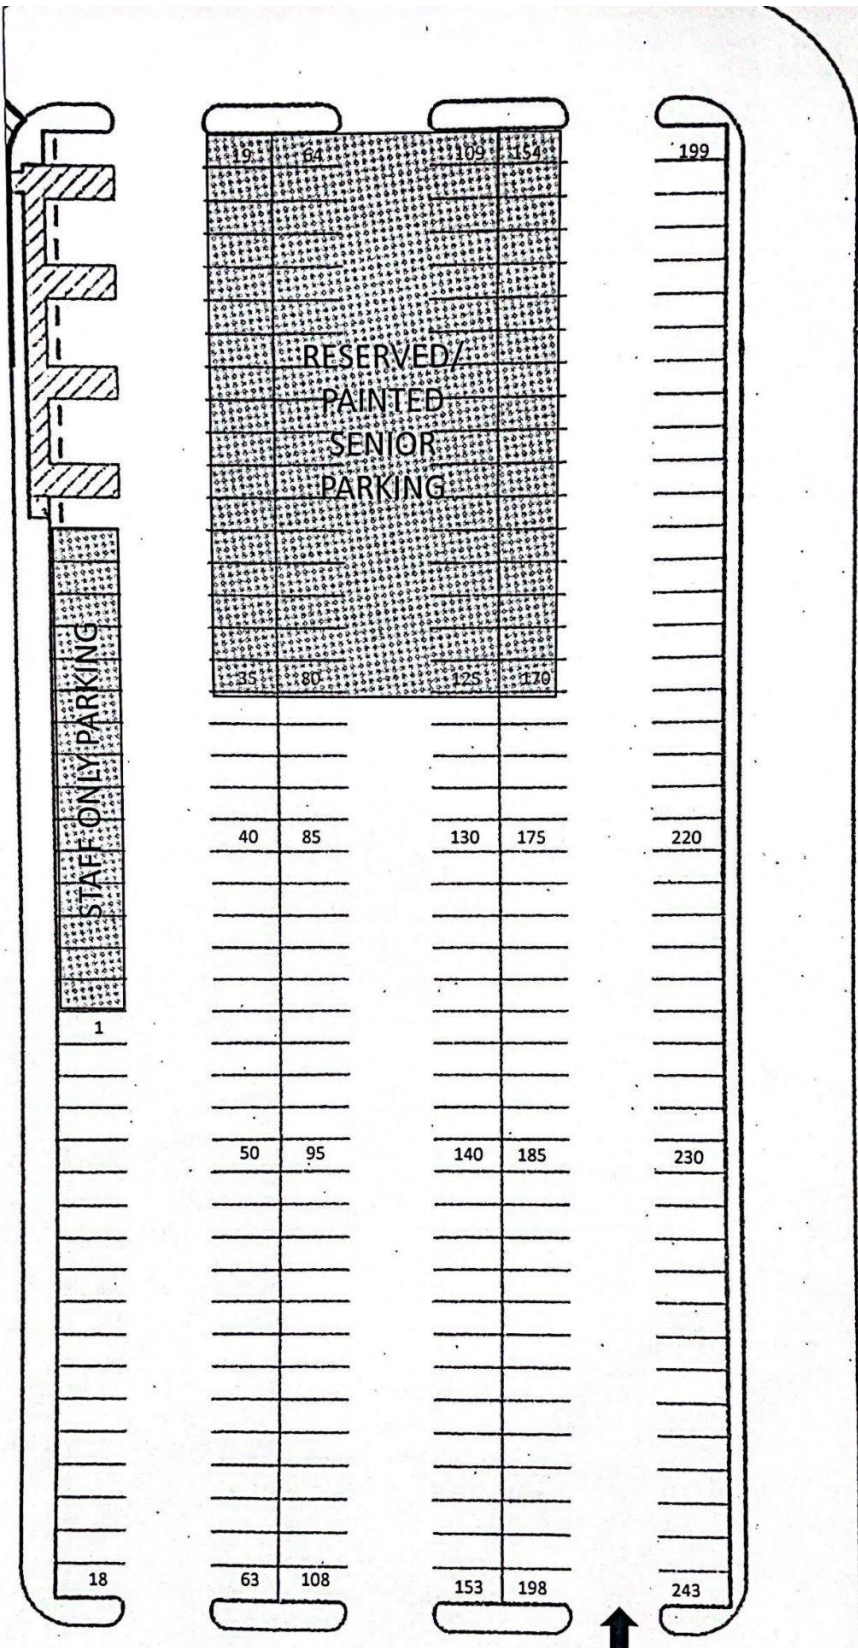 19 64 109 154 199
RESERVED/
PAINTED
SENIOR
PARKING
35 80 125 170
STAFF ONLY PARKING
40 85 130 175 220
1
50 95 140 185 230
18 63 108 153 198 243